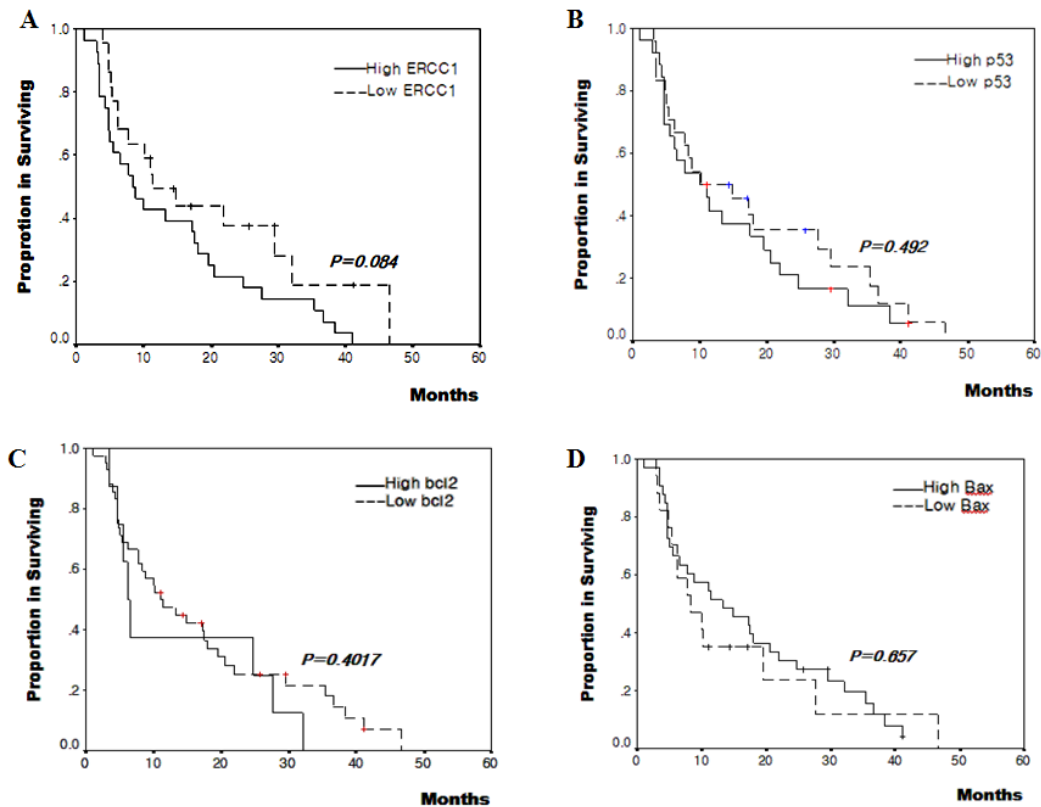 A
Proprotion in Surviving
1.0
.8
.6
.4
.2
0.0
High ERCC1
Low ERCC1
P=0.084
0 10 20 30 40 50 60
Months
B
Proportion in Surviving
1.0
.8
.6
.4
.2
0.0
High p53
Low p53
P=0.492
0 10 20 30 40 50 60
Months
C
Proportion in Surviving
1.0
.8
.6
.4
.2
0.0
High bcl2
Low bcl2
P=0.4017
0 10 20 30 40 50 60
Months
D
Proportion in Surviving
1.0
.8
.6
.4
.2
0.0
High Bax
Low Bax
P=0.657
0 10 20 30 40 50 60
Months